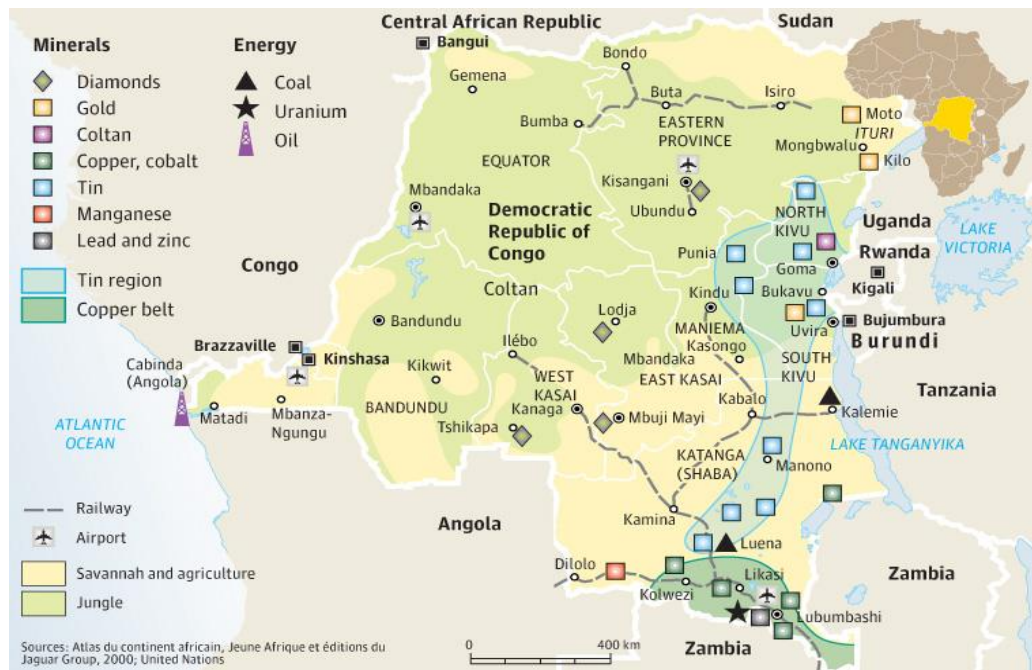 Minerals
Diamonds
Gold
Coltan
Copper, cobalt
Tin
Manganese
Lead and zinc
Tin region
Copper belt
Energy
Coal
Uranium
Oil
Central African Republic
Sudan
Bangui
Bondo
Gemena
Buta
Isiro
Bumba
EASTERN
PROVINCE
Moto
ITURI
Mongbwalu
Kilo
EQUATOR
Mbandaka
Kisangani
Ubundu
Democratic
Republic of
Congo
NORTH
KIVU
Uganda
LAKE
VICTORIA
Congo
Punia
Goma
Rwanda
Kigali
Coltan
Kindu
Bukavu
Bandundu
Lodja
MANIEMA
Uvira
Bujumbura
Burundi
Brazzaville
Kinshasa
Ilébo
Kasongo
Mbandaka
SOUTH
KIVU
Cabinda
(Angola)
Kikwit
WEST
KASAI
EAST KASAI
Tanzania
Matadi
Mbanza-
Ngungu
BANDUNDU
Kanaga
Kabalo
Kalemie
ATLANTIC
OCEAN
Tshikapa
Mbuji Mayi
LAKE TANGANYIKA
KATANGA
(SHABA)
Manono
Angola
Kamina
Luena
Dilolo
Kolwezi
Likasi
Zambia
Lubumbashi
Zambia
Railway
Airport
Savannah and agriculture
Jungle
Sources: Atlas du continent africain, Jeune Afrique et éditions du
Jaguar Group, 2000; United Nations
0 400 km